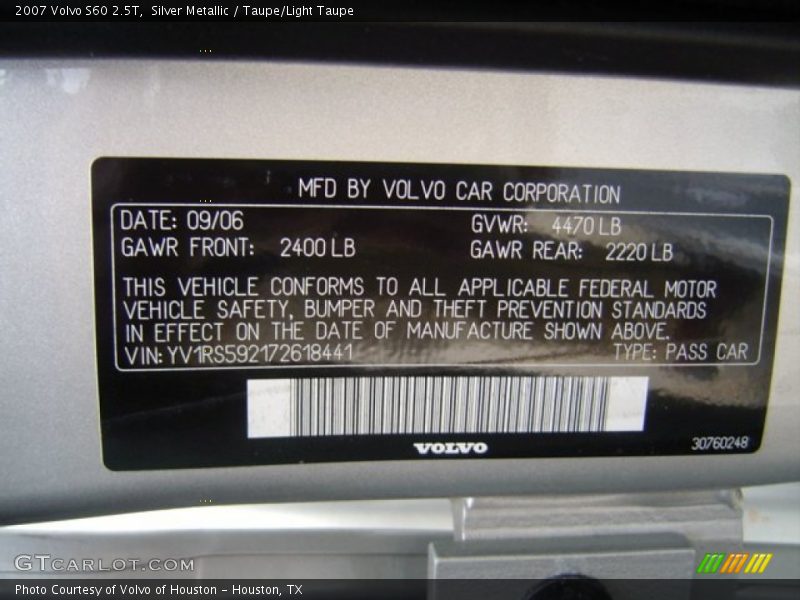 2007 Volvo S60 2.5T, Silver Metallic / Taupe/Light Taupe
MFD BY VOLVO CAR CORPORATION
DATE: 09/06 GVWR: 4470 LB
GAWR FRONT: 2400 LB GAWR REAR: 2220 LB
THIS VEHICLE CONFORMS TO ALL APPLICABLE FEDERAL MOTOR
VEHICLE SAFETY, BUMPER AND THEFT PREVENTION STANDARDS
IN EFFECT ON THE DATE OF MANUFACTURE SHOWN ABOVE.
VIN: YV1RS592172618441 TYPE: PASS CAR
VOLVO
30760248
GTCARLOT.COM
Photo Courtesy of Volvo of Houston - Houston, TX